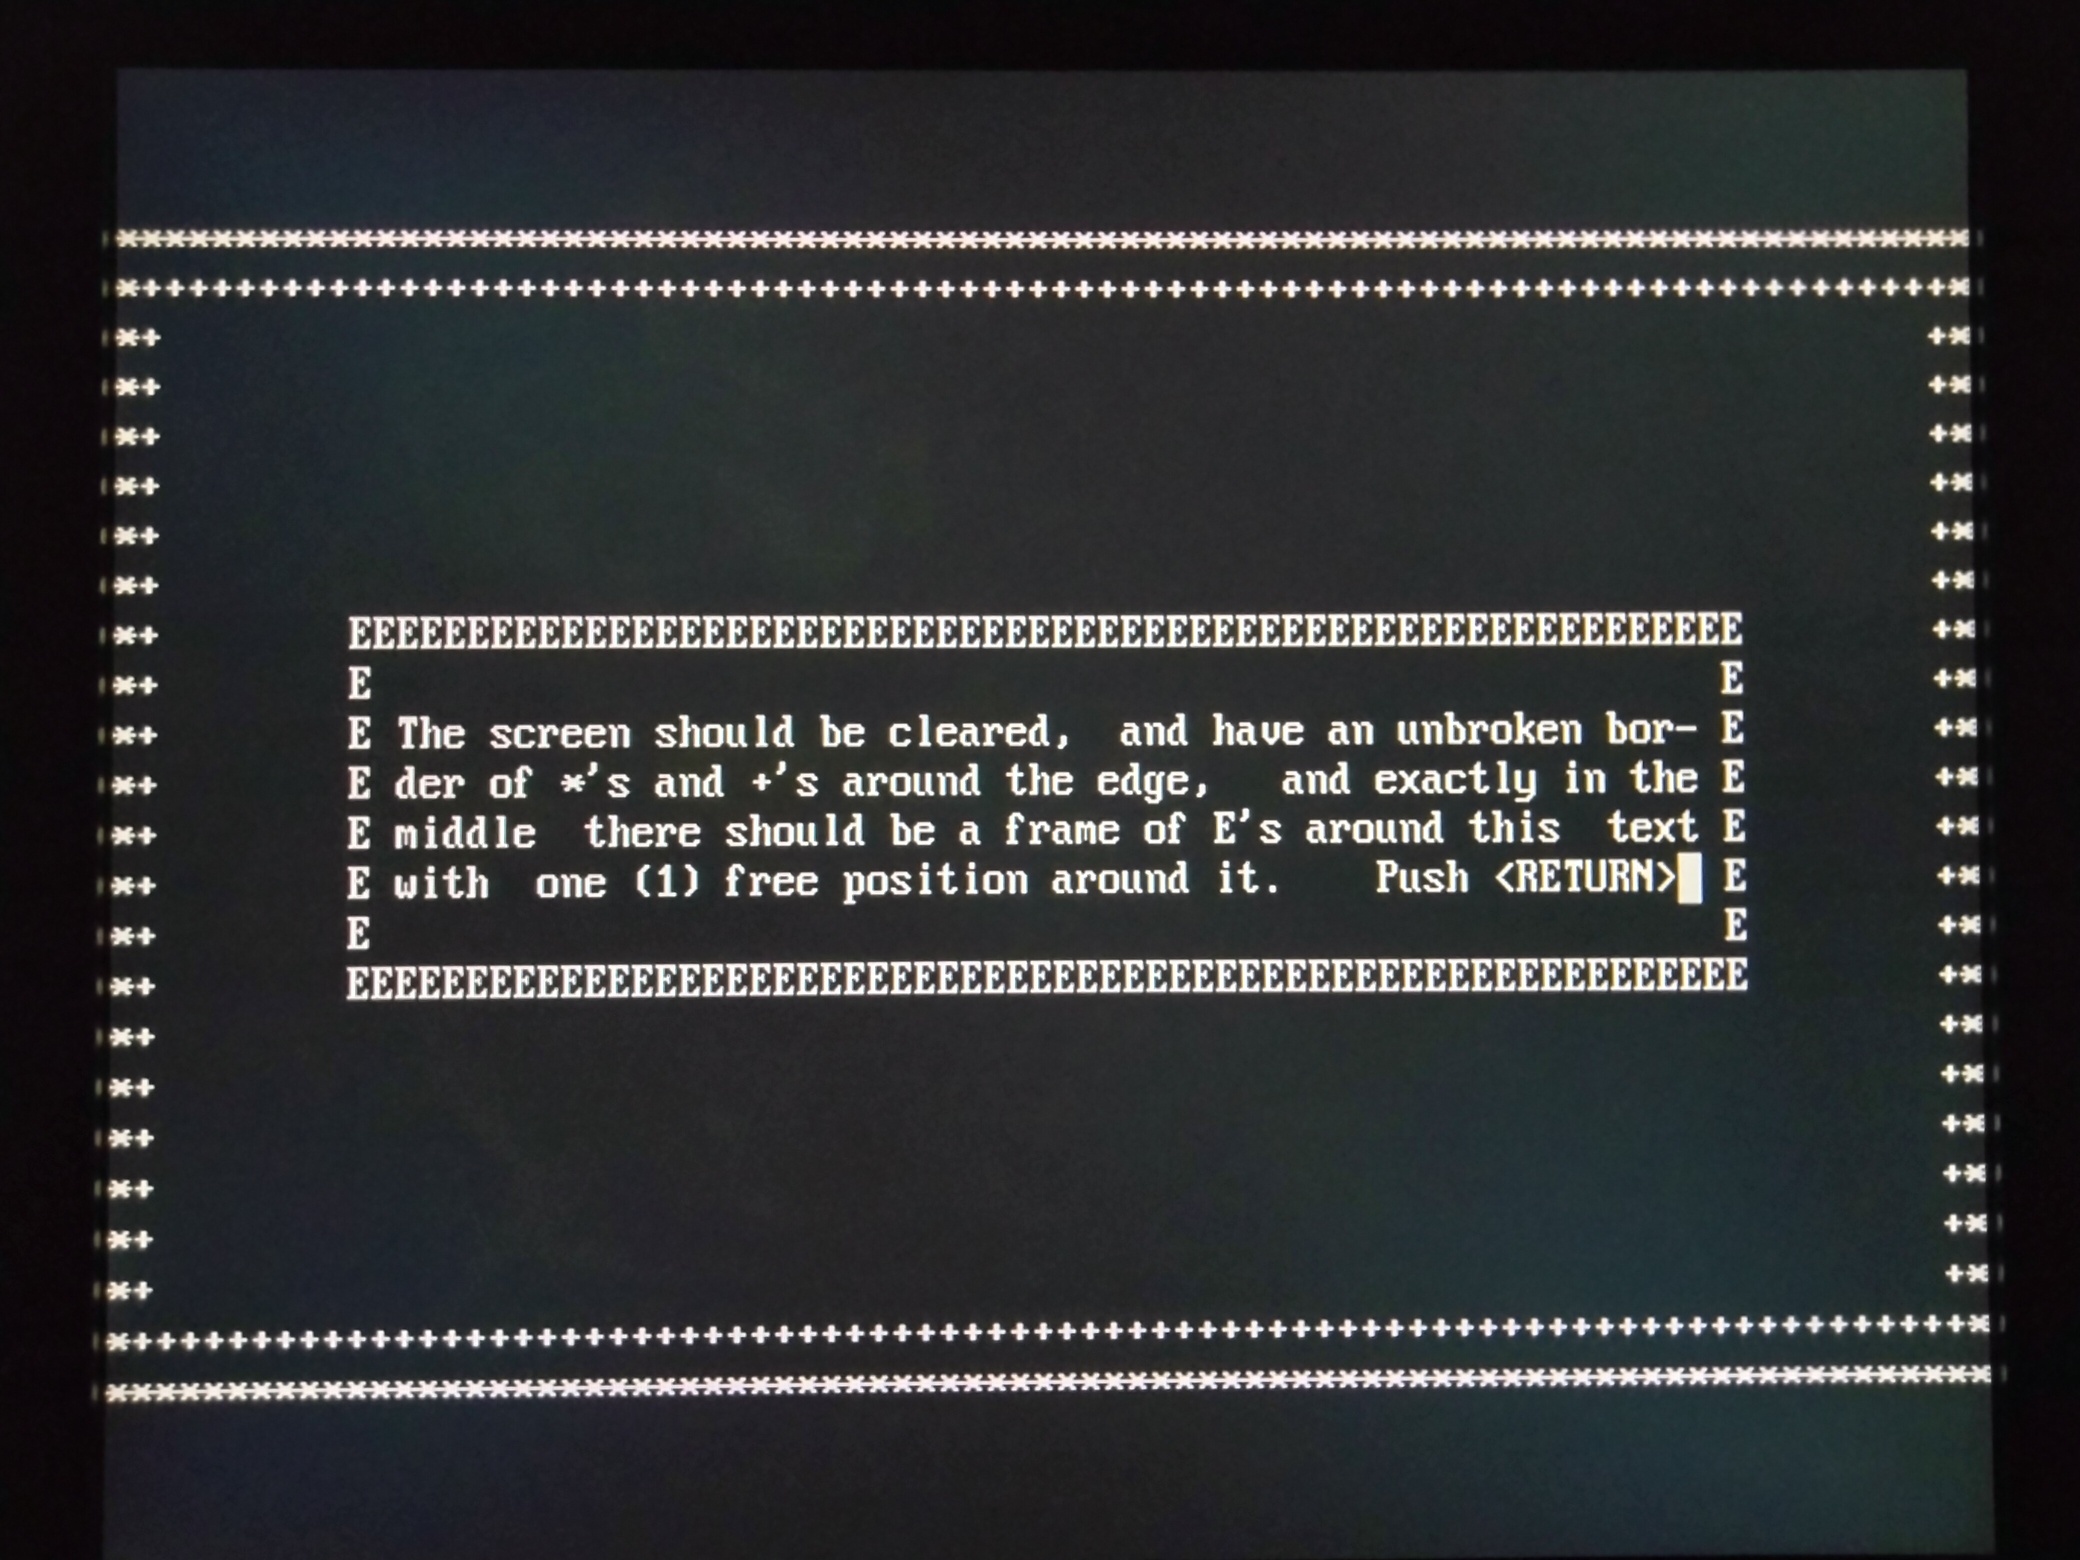 ********************************************************************************
*++++++++++++++++++++++++++++++++++++++++++++++++++++++++++++++++++++++++++++++*
*+                                                                            +*
*+                                                                            +*
*+                                                                            +*
*+                                                                            +*
*+                                                                            +*
*+                                                                            +*
*+        EEEEEEEEEEEEEEEEEEEEEEEEEEEEEEEEEEEEEEEEEEEEEEEEEEEEEEEEEEEE        +*
*+        E                                                          E        +*
*+        E The screen should be cleared,  and have an unbroken bor- E        +*
*+        E der of *'s and +'s around the edge,   and exactly in the E        +*
*+        E middle  there should be a frame of E's around this  text E        +*
*+        E with  one (1) free position around it.    Push <RETURN>  E        +*
*+        E                                                          E        +*
*+        EEEEEEEEEEEEEEEEEEEEEEEEEEEEEEEEEEEEEEEEEEEEEEEEEEEEEEEEEEEE        +*
*+                                                                            +*
*+                                                                            +*
*+                                                                            +*
*+                                                                            +*
*+                                                                            +*
*+                                                                            +*
*++++++++++++++++++++++++++++++++++++++++++++++++++++++++++++++++++++++++++++++*
********************************************************************************